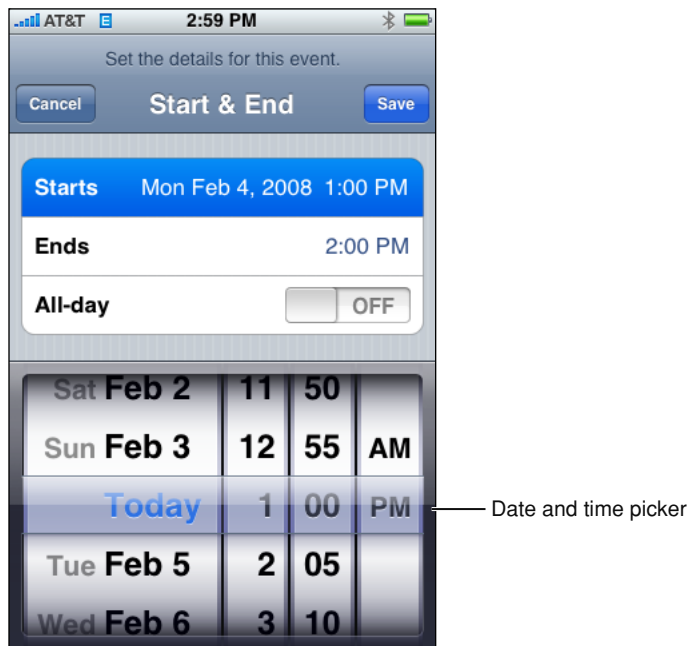 AT&T E 2:59 PM
Set the details for this event.
Cancel Start & End Save
Starts Mon Feb 4, 2008 1:00 PM
Ends 2:00 PM
All-day OFF
Sat Feb 2 11 50
Sun Feb 3 12 55 AM
Today 1 00 PM
Date and time picker
Tue Feb 5 2 05
Wed Feb 6 3 10